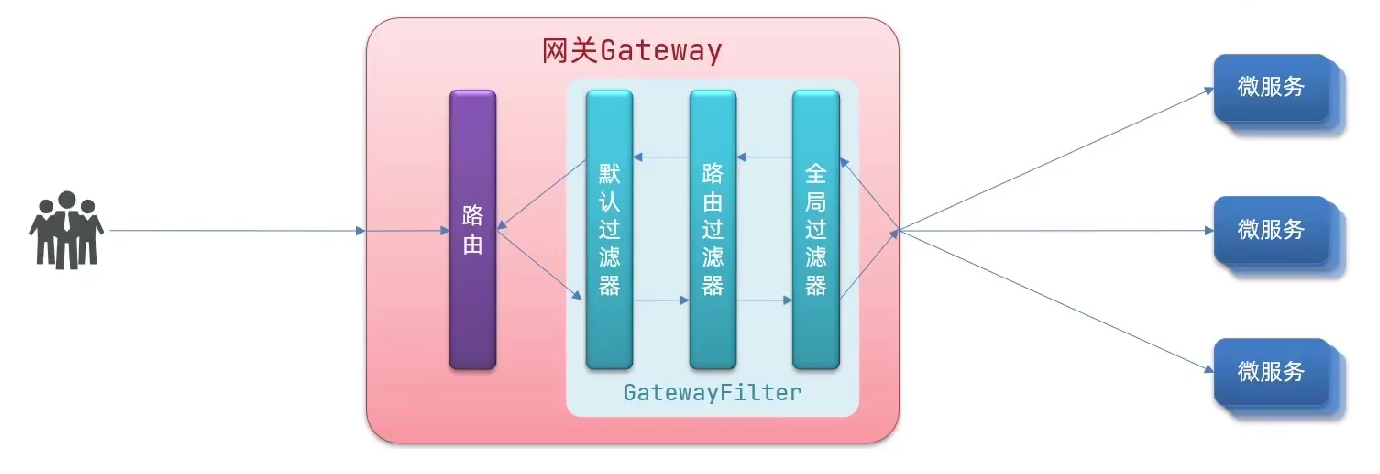 网关Gateway
路由
默认过滤器
路由过滤器
全局过滤器
GatewayFilter
微服务
微服务
微服务